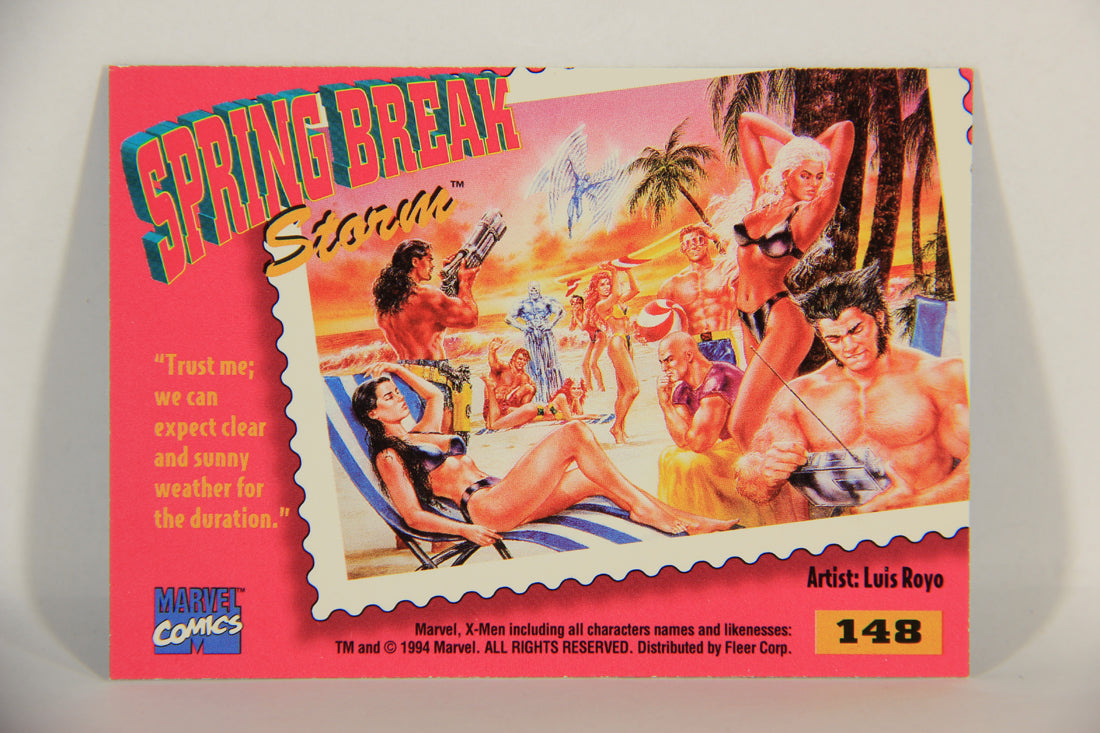 SPRING BREAK
Storm™
“Trust me;
we can
expect clear
and sunny
weather for
the duration.”
MARVEL™
COMICS
Artist: Luis Royo
Marvel, X-Men including all characters names and likenesses:
TM and © 1994 Marvel. ALL RIGHTS RESERVED. Distributed by Fleer Corp.
148